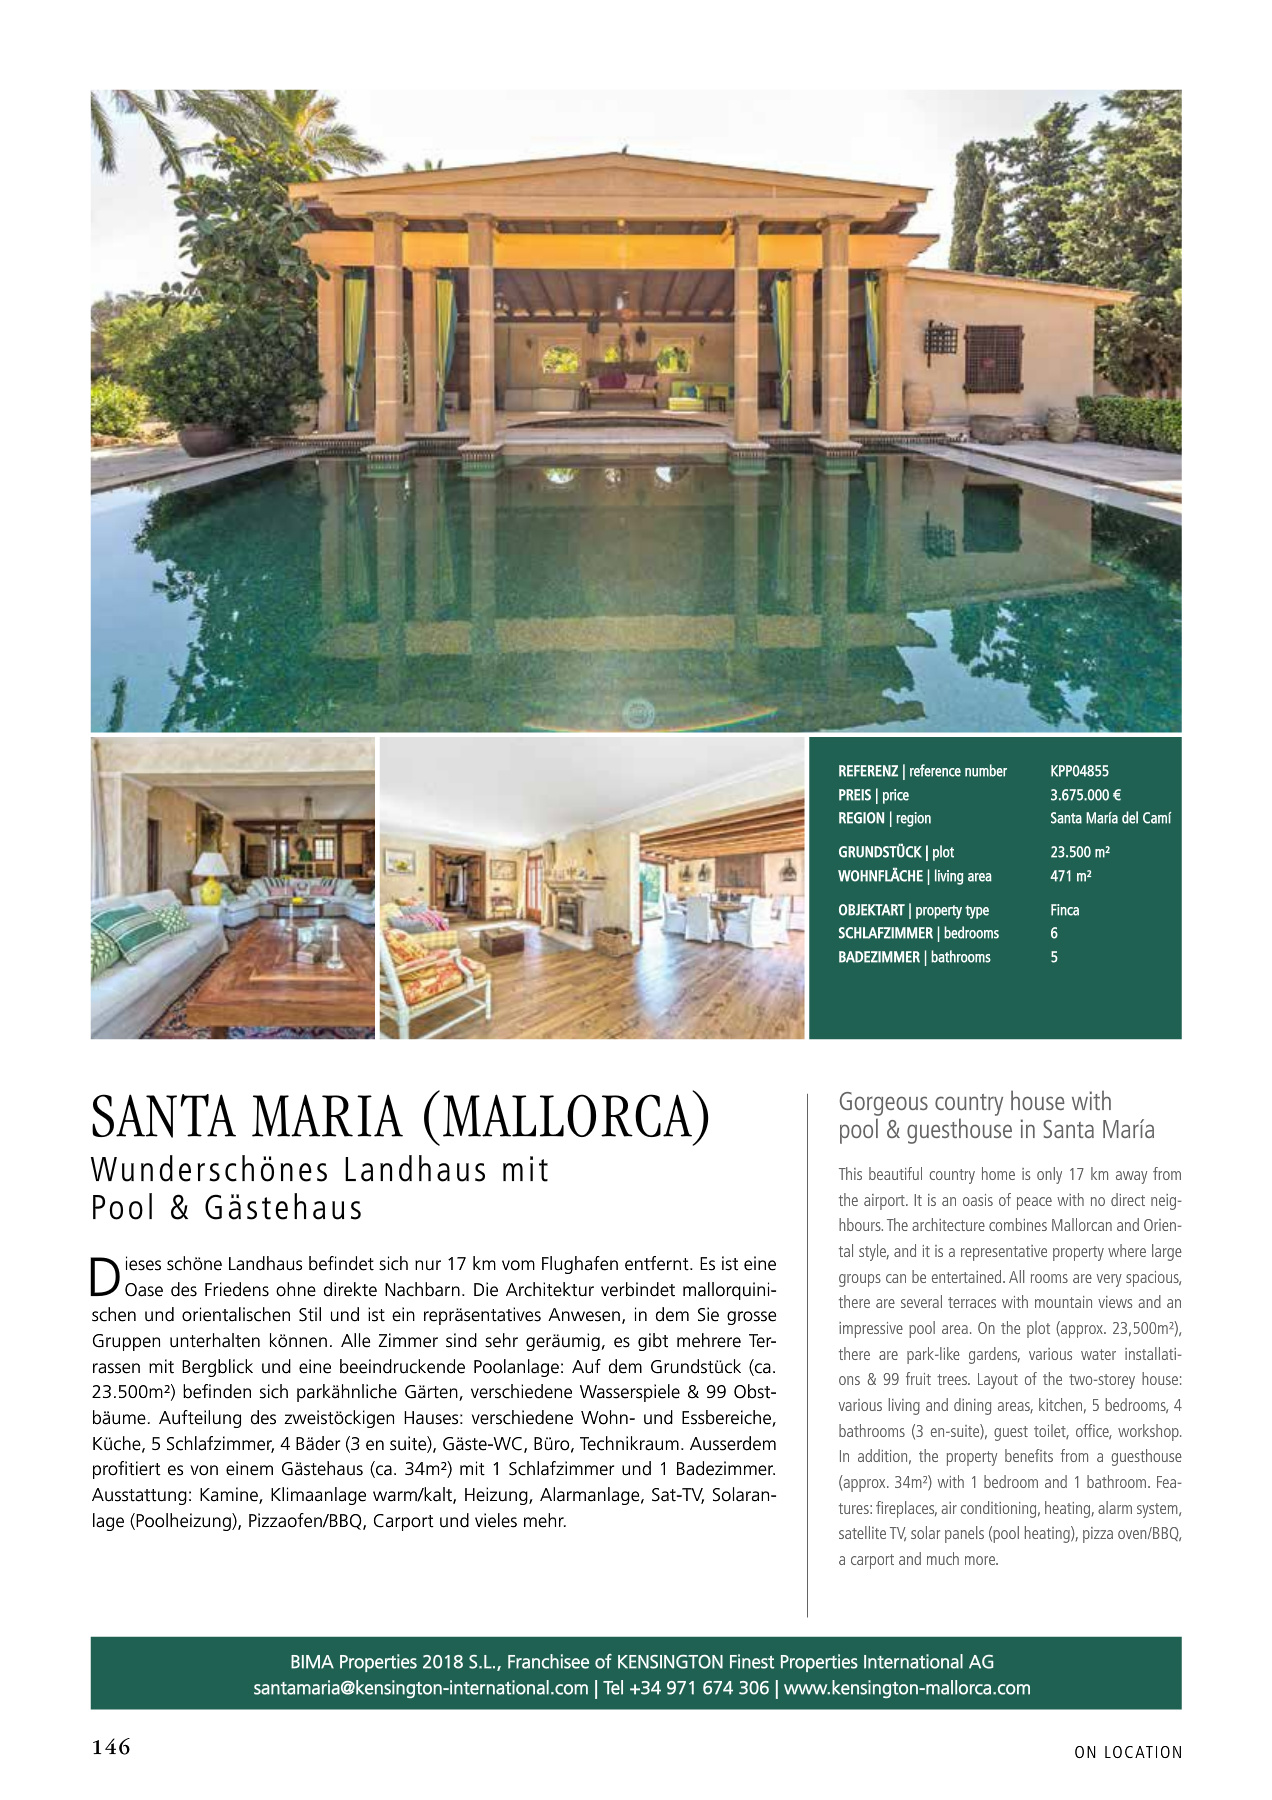 REFERENZ | reference number KPP04855
PREIS | price 3.675.000 €
REGION | region Santa María del Camí
GRUNDSTÜCK | plot 23.500 m²
WOHNFLÄCHE | living area 471 m²
OBJEKTART | property type Finca
SCHLAFZIMMER | bedrooms 6
BADEZIMMER | bathrooms 5
SANTA MARIA (MALLORCA)
Wunderschönes Landhaus mit
Pool & Gästehaus
Dieses schöne Landhaus befindet sich nur 17 km vom Flughafen entfernt. Es ist eine
Oase des Friedens ohne direkte Nachbarn. Die Architektur verbindet mallorquini-
schen und orientalischen Stil und ist ein repräsentatives Anwesen, in dem Sie grosse
Gruppen unterhalten können. Alle Zimmer sind sehr geräumig, es gibt mehrere Ter-
rassen mit Bergblick und eine beeindruckende Poolanlage: Auf dem Grundstück (ca.
23.500m²) befinden sich parkähnliche Gärten, verschiedene Wasserspiele & 99 Obst-
bäume. Aufteilung des zweistöckigen Hauses: verschiedene Wohn- und Essbereiche,
Küche, 5 Schlafzimmer, 4 Bäder (3 en suite), Gäste-WC, Büro, Technikraum. Ausserdem
profitiert es von einem Gästehaus (ca. 34m²) mit 1 Schlafzimmer und 1 Badezimmer.
Ausstattung: Kamine, Klimaanlage warm/kalt, Heizung, Alarmanlage, Sat-TV, Solaran-
lage (Poolheizung), Pizzaofen/BBQ, Carport und vieles mehr.
Gorgeous country house with
pool & guesthouse in Santa María
This beautiful country home is only 17 km away from
the airport. It is an oasis of peace with no direct neig-
hbours. The architecture combines Mallorcan and Orien-
tal style, and it is a representative property where large
groups can be entertained. All rooms are very spacious,
there are several terraces with mountain views and an
impressive pool area. On the plot (approx. 23,500m²),
there are park-like gardens, various water installati-
ons & 99 fruit trees. Layout of the two-storey house:
various living and dining areas, kitchen, 5 bedrooms, 4
bathrooms (3 en-suite), guest toilet, office, workshop.
In addition, the property benefits from a guesthouse
(approx. 34m²) with 1 bedroom and 1 bathroom. Fea-
tures: fireplaces, air conditioning, heating, alarm system,
satellite TV, solar panels (pool heating), pizza oven/BBQ,
a carport and much more.
BIMA Properties 2018 S.L., Franchisee of KENSINGTON Finest Properties International AG
santamaria@kensington-international.com | Tel +34 971 674 306 | www.kensington-mallorca.com
146
ON LOCATION